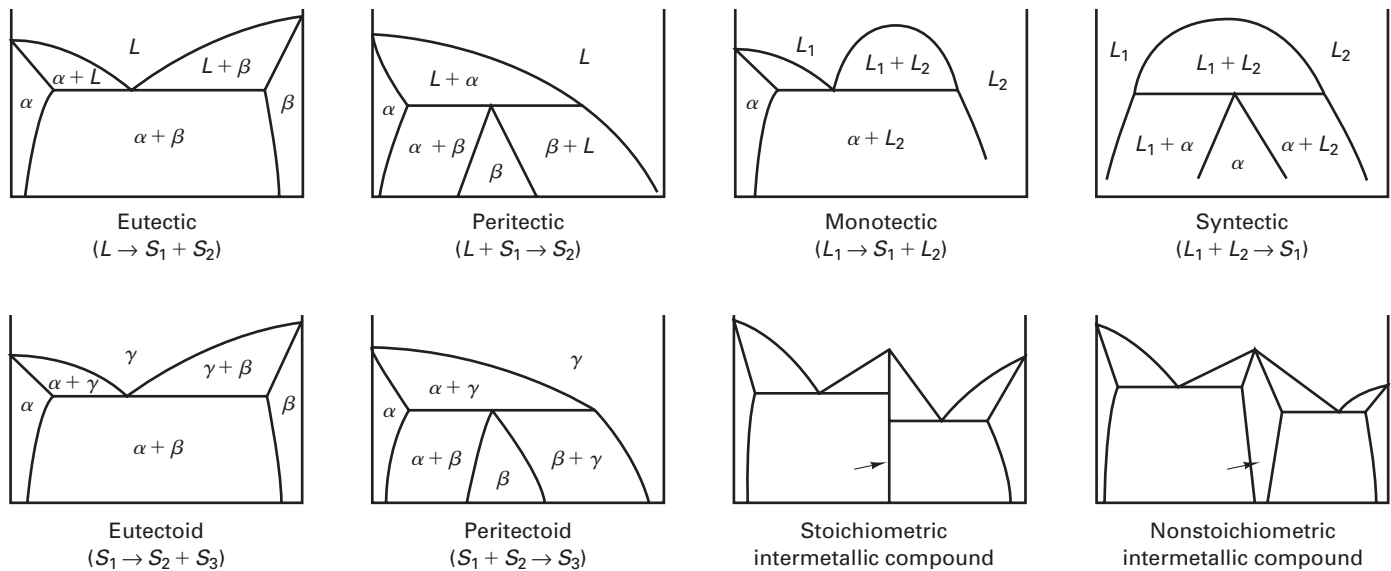 L
α + L
L + β
α
β
α + β
Eutectic
(L → S₁ + S₂)
L
L + α
α
α + β
β + L
β
Peritectic
(L + S₁ → S₂)
L₁
L₁ + L₂
L₂
α
α + L₂
Monotectic
(L₁ → S₁ + L₂)
L₁
L₁ + L₂
L₂
L₁ + α
α + L₂
α
Syntectic
(L₁ + L₂ → S₁)
γ
α + γ
γ + β
α
β
α + β
Eutectoid
(S₁ → S₂ + S₃)
γ
α + γ
α
α + β
β + γ
β
Peritectoid
(S₁ + S₂ → S₃)
Stoichiometric
intermetallic compound
Nonstoichiometric
intermetallic compound